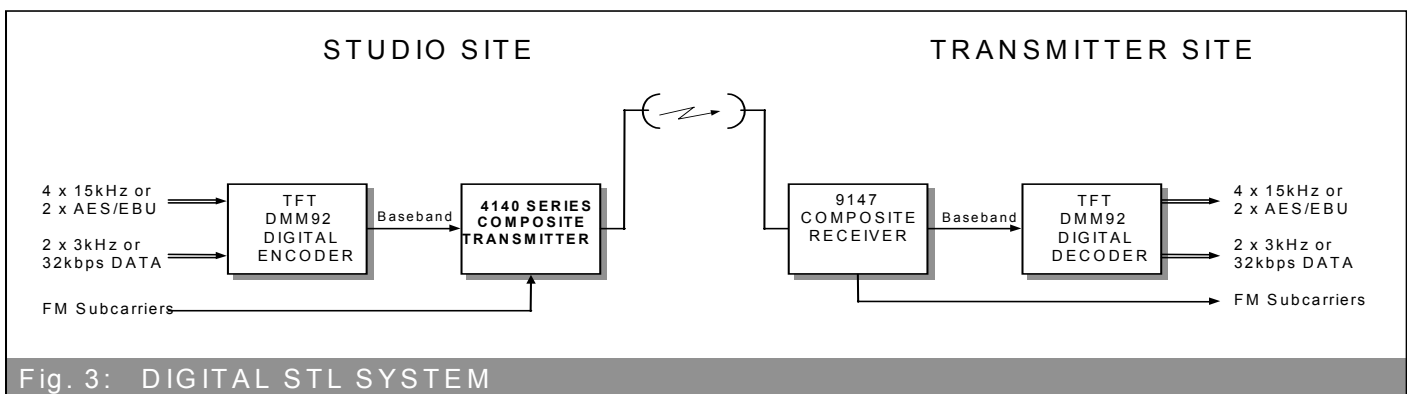 STUDIO SITE
TRANSMITTER SITE
4 x 15kHz or
2 x AES/EBU
2 x 3kHz or
32kbps DATA
FM Subcarriers
TFT
DMM92
DIGITAL
ENCODER
Baseband
4140 SERIES
COMPOSITE
TRANSMITTER
9147
COMPOSITE
RECEIVER
Baseband
TFT
DMM92
DIGITAL
DECODER
4 x 15kHz or
2 x AES/EBU
2 x 3kHz or
32kbps DATA
FM Subcarriers
Fig. 3: DIGITAL STL SYSTEM